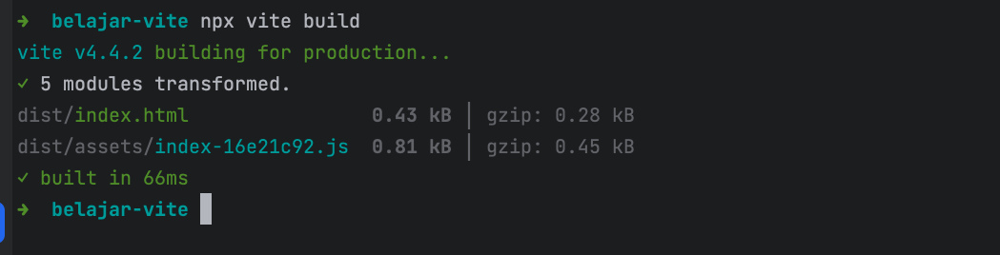 ➜  belajar-vite npx vite build
vite v4.4.2 building for production...
✓ 5 modules transformed.
dist/index.html                0.43 kB │ gzip: 0.28 kB
dist/assets/index-16e21c92.js  0.81 kB │ gzip: 0.45 kB
✓ built in 66ms
➜  belajar-vite